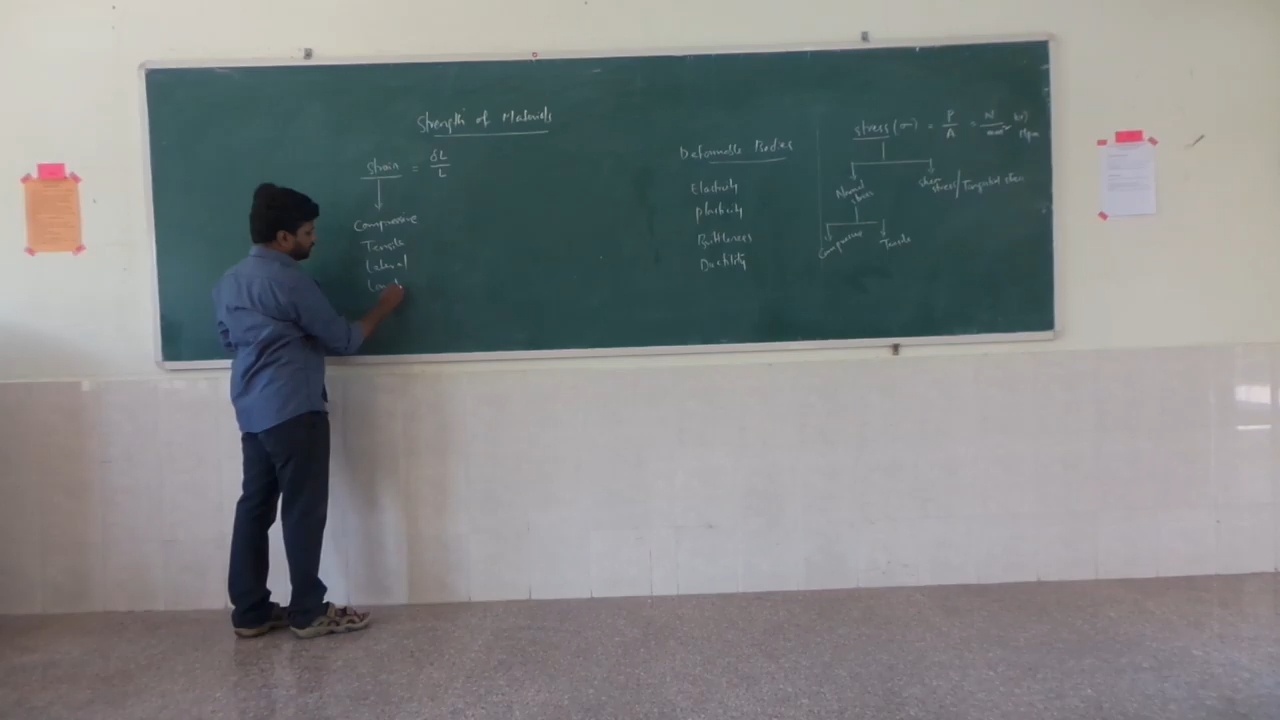 Strength of Materials
Strain = δL/L
Compressive
Tensile
Lateral
Deformable Bodies
Elasticity
Plasticity
Brittleness
Ductility
Stress (σ) = P/A = N/mm² (or) Mpa
Normal stress
Shear stress/Tangential stress
Compressive
Tensile